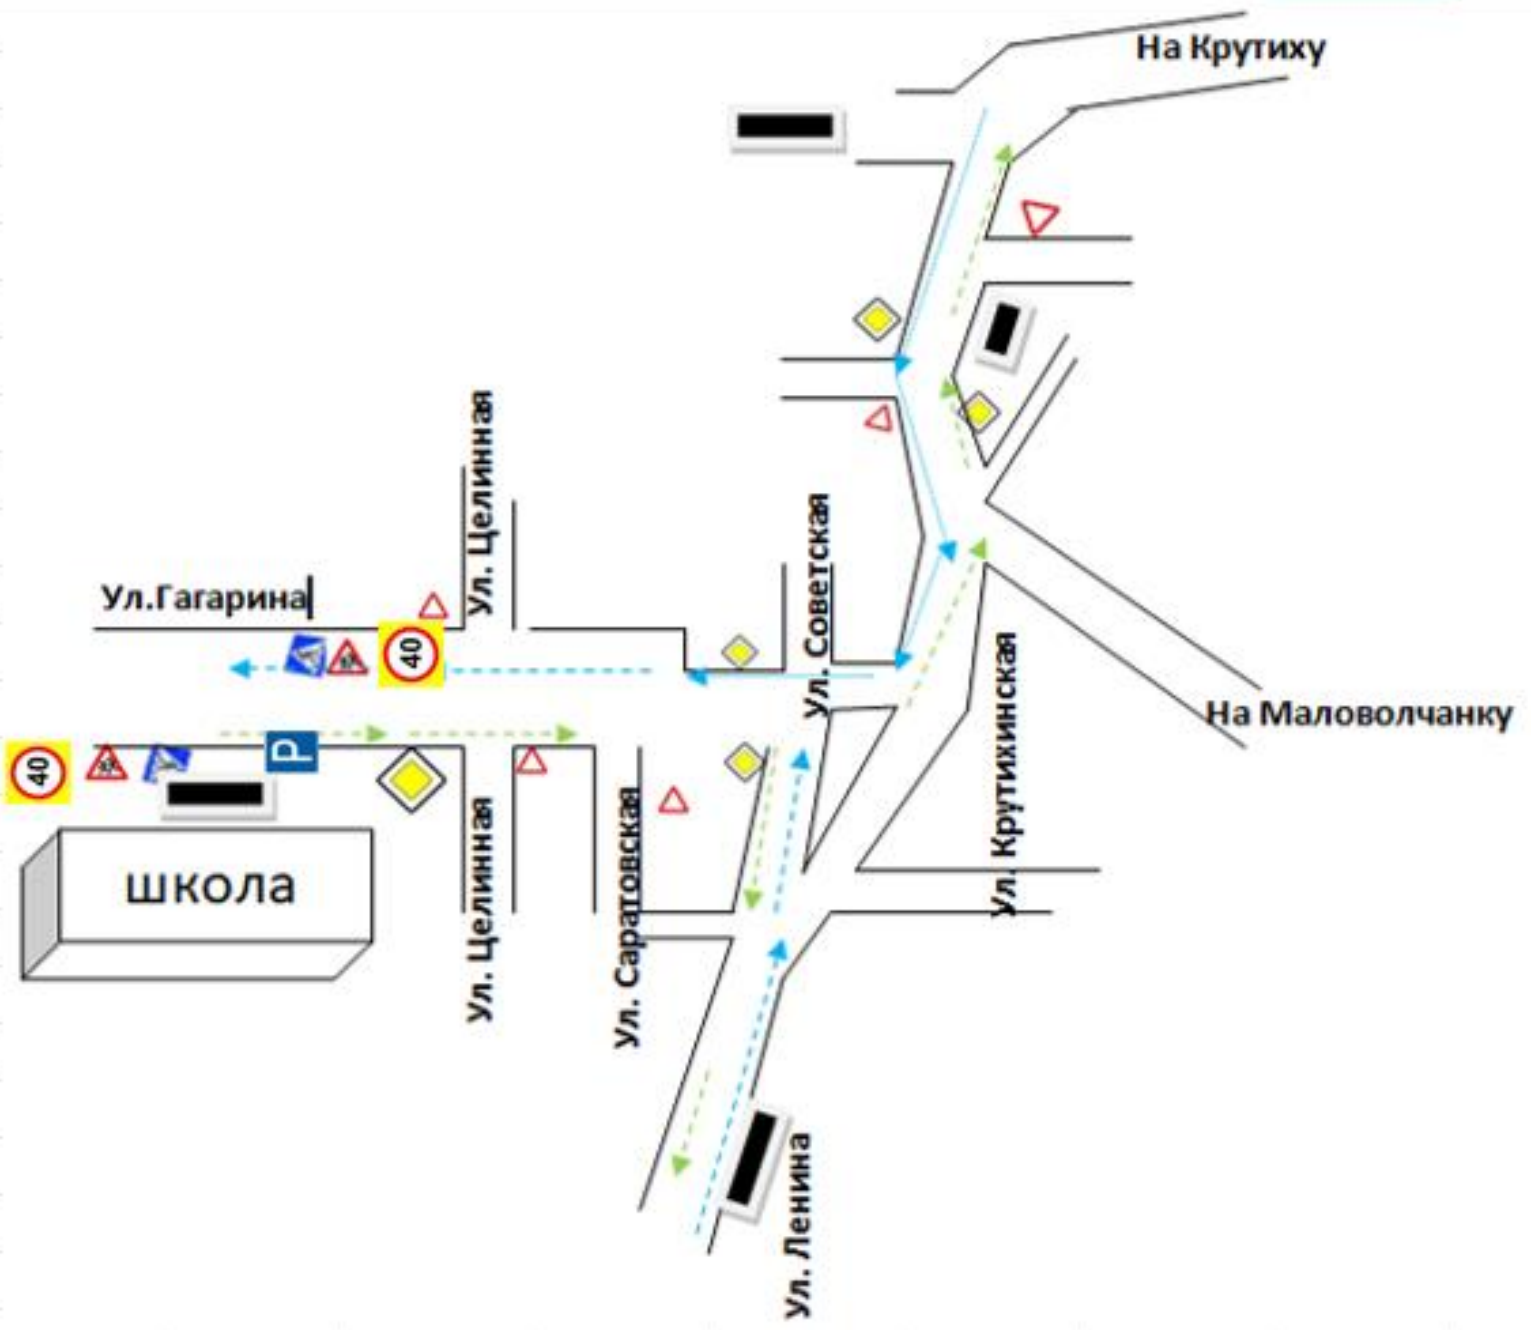 На Крутиху
Ул. Целинная
Ул. Советская
Ул.Гагарина
40
Ул. Крутихинская
На Маловолчанку
P
40
школа
Ул. Целинная
Ул. Саратовская
Ул. Ленина